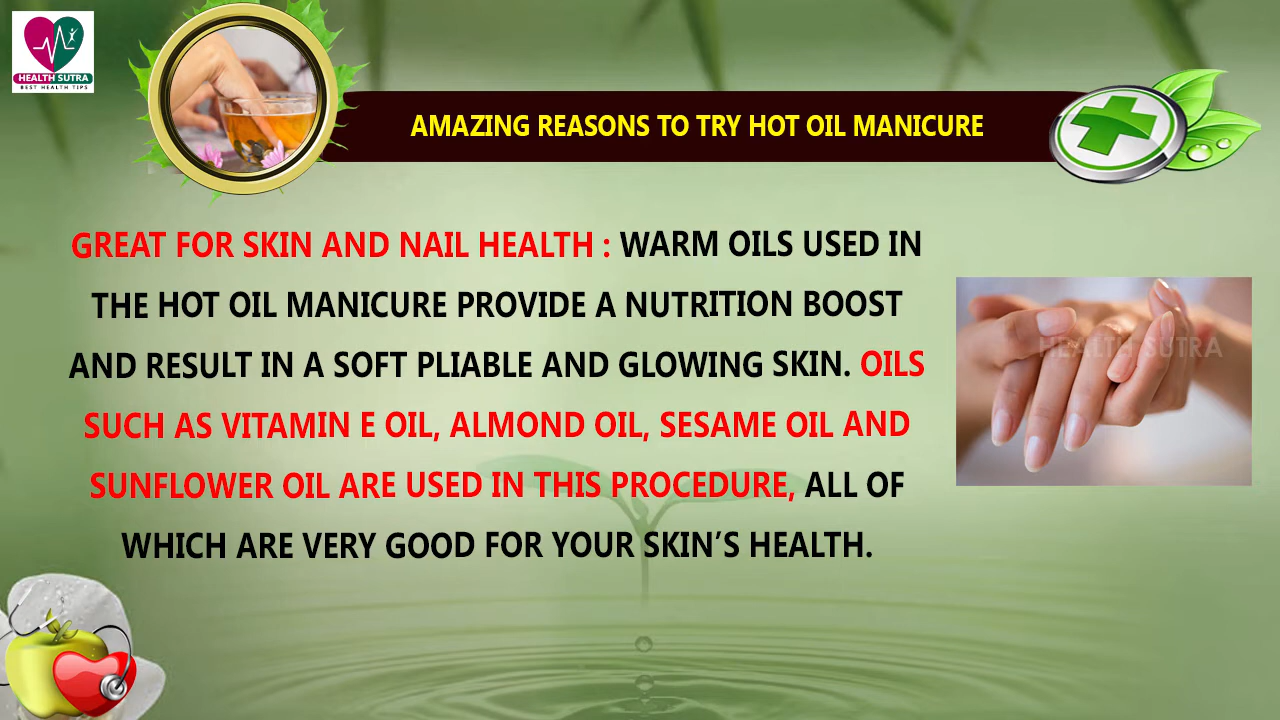 HEALTH SUTRA
BEST HEALTH TIPS
AMAZING REASONS TO TRY HOT OIL MANICURE
GREAT FOR SKIN AND NAIL HEALTH : WARM OILS USED IN
THE HOT OIL MANICURE PROVIDE A NUTRITION BOOST
AND RESULT IN A SOFT PLIABLE AND GLOWING SKIN. OILS
SUCH AS VITAMIN E OIL, ALMOND OIL, SESAME OIL AND
SUNFLOWER OIL ARE USED IN THIS PROCEDURE, ALL OF
WHICH ARE VERY GOOD FOR YOUR SKIN’S HEALTH.
HEALTH SUTRA